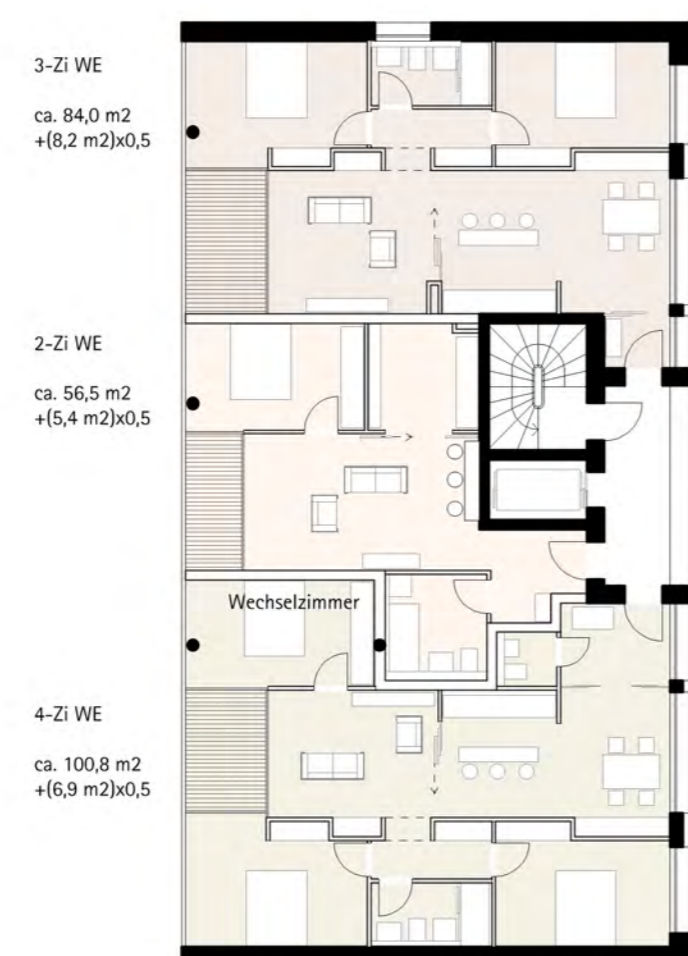 3-Zi WE
ca. 84,0 m2
+(8,2 m2)x0,5
2-Zi WE
ca. 56,5 m2
+(5,4 m2)x0,5
Wechselzimmer
4-Zi WE
ca. 100,8 m2
+(6,9 m2)x0,5